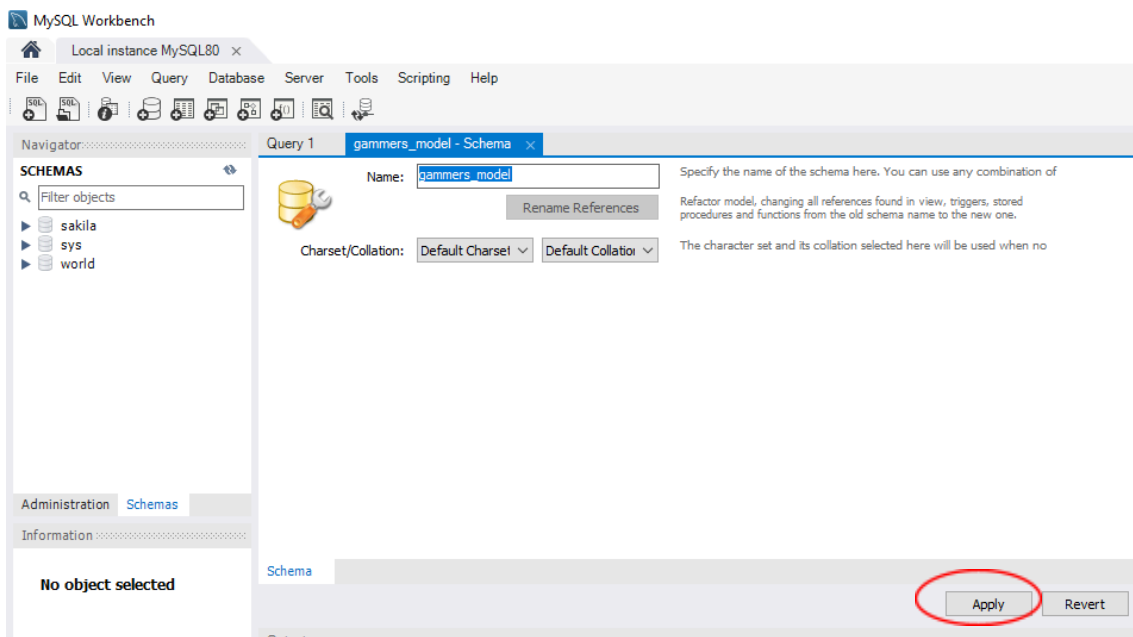 MySQL Workbench
Local instance MySQL80 ×
File Edit View Query Database Server Tools Scripting Help
SQL SQL
Navigator
SCHEMAS
Filter objects
sakila
sys
world
Administration Schemas
Information
No object selected
Query 1 gammers_model - Schema ×
Name: gammers_model
Specify the name of the schema here. You can use any combination of
Rename References
Refactor model, changing all references found in view, triggers, stored
procedures and functions from the old schema name to the new one.
Charset/Collation: Default Charset Default Collation
The character set and its collation selected here will be used when no
Schema
Apply Revert